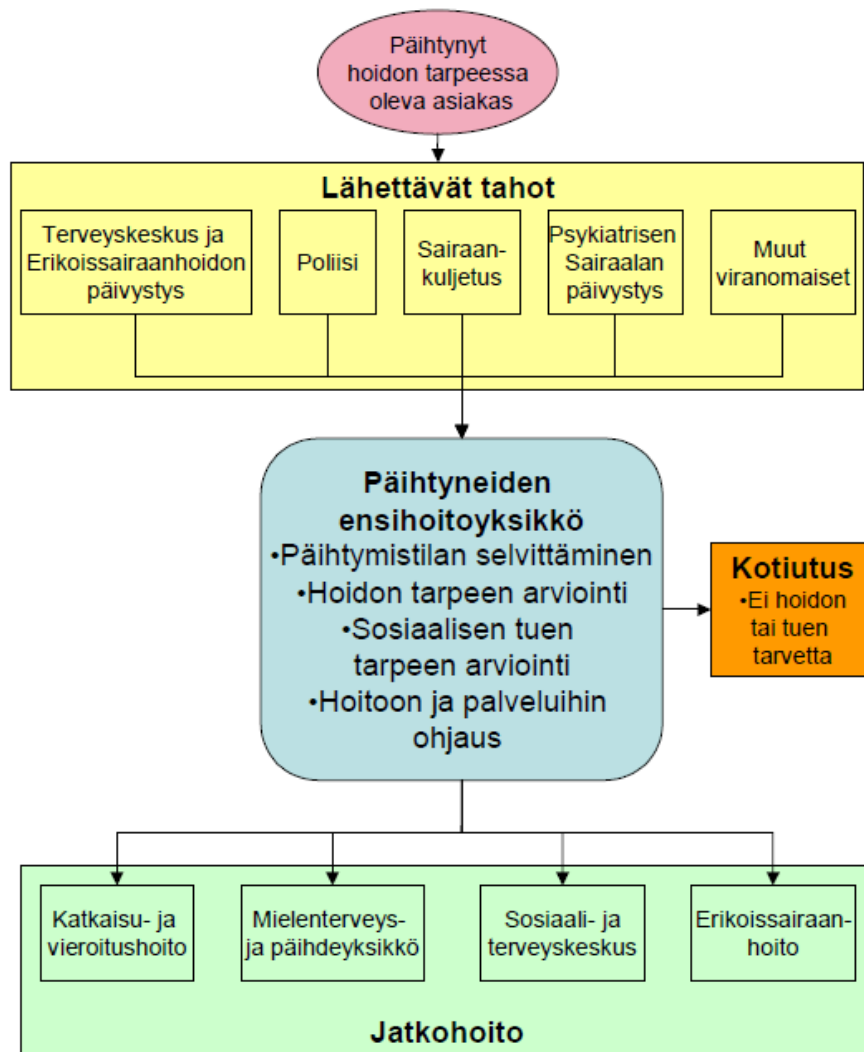 Päihtynyt
hoidon tarpeessa
oleva asiakas
Lähettävät tahot
Terveyskeskus ja
Erikoissairaanhoidon
päivystys
Poliisi
Sairaan-
kuljetus
Psykiatrisen
Sairaalan
päivystys
Muut
viranomaiset
Päihtyneiden
ensihoitoyksikkö
•Päihtymistilan selvittäminen
•Hoidon tarpeen arviointi
•Sosiaalisen tuen
tarpeen arviointi
•Hoitoon ja palveluihin
ohjaus
Kotiutus
•Ei hoidon
tai tuen
tarvetta
Katkaisu- ja
vieroitushoito
Mielenterveys-
ja päihdeyksikkö
Sosiaali- ja
terveyskeskus
Erikoissairaan-
hoito
Jatkohoito